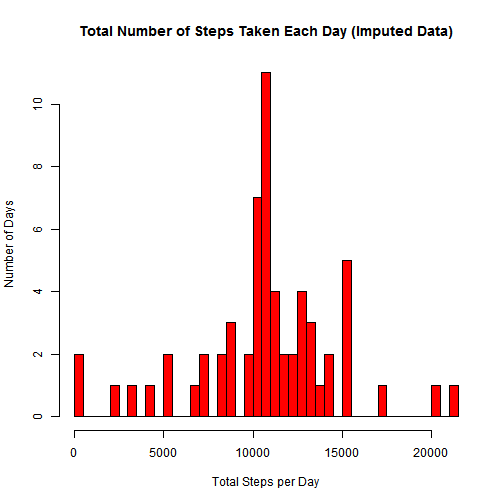 Total Number of Steps Taken Each Day (Imputed Data)
10
8
6
4
2
0
Number of Days
0 5000 10000 15000 20000
Total Steps per Day